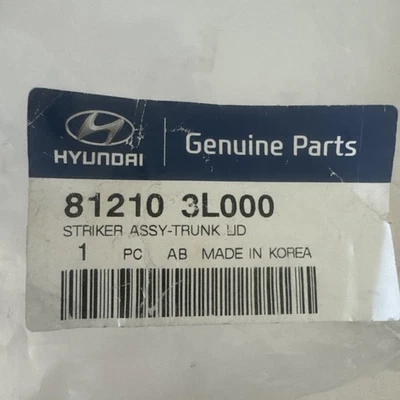 HYUNDAI
Genuine Parts
81210 3L000
STRIKER ASSY-TRUNK LID
1 PC AB MADE IN KOREA